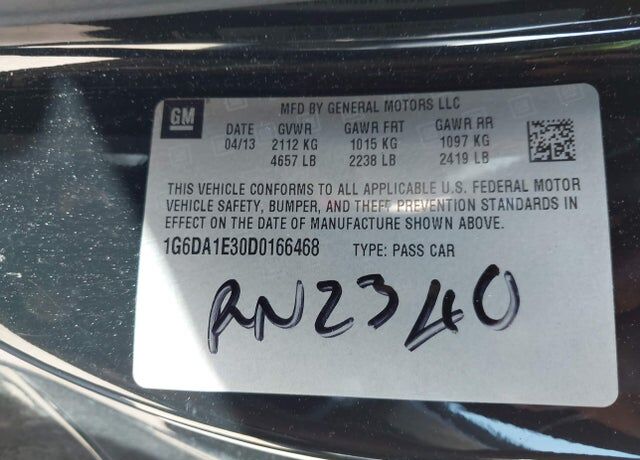 GM
MFD BY GENERAL MOTORS LLC
DATE GVWR GAWR FRT GAWR RR
04/13 2112 KG 1015 KG 1097 KG
4657 LB 2238 LB 2419 LB
THIS VEHICLE CONFORMS TO ALL APPLICABLE U.S. FEDERAL MOTOR
VEHICLE SAFETY, BUMPER, AND THEFT PREVENTION STANDARDS IN
EFFECT ON THE DATE OF MANUFACTURE SHOWN ABOVE.
1G6DA1E30D0166468 TYPE: PASS CAR
RN2340